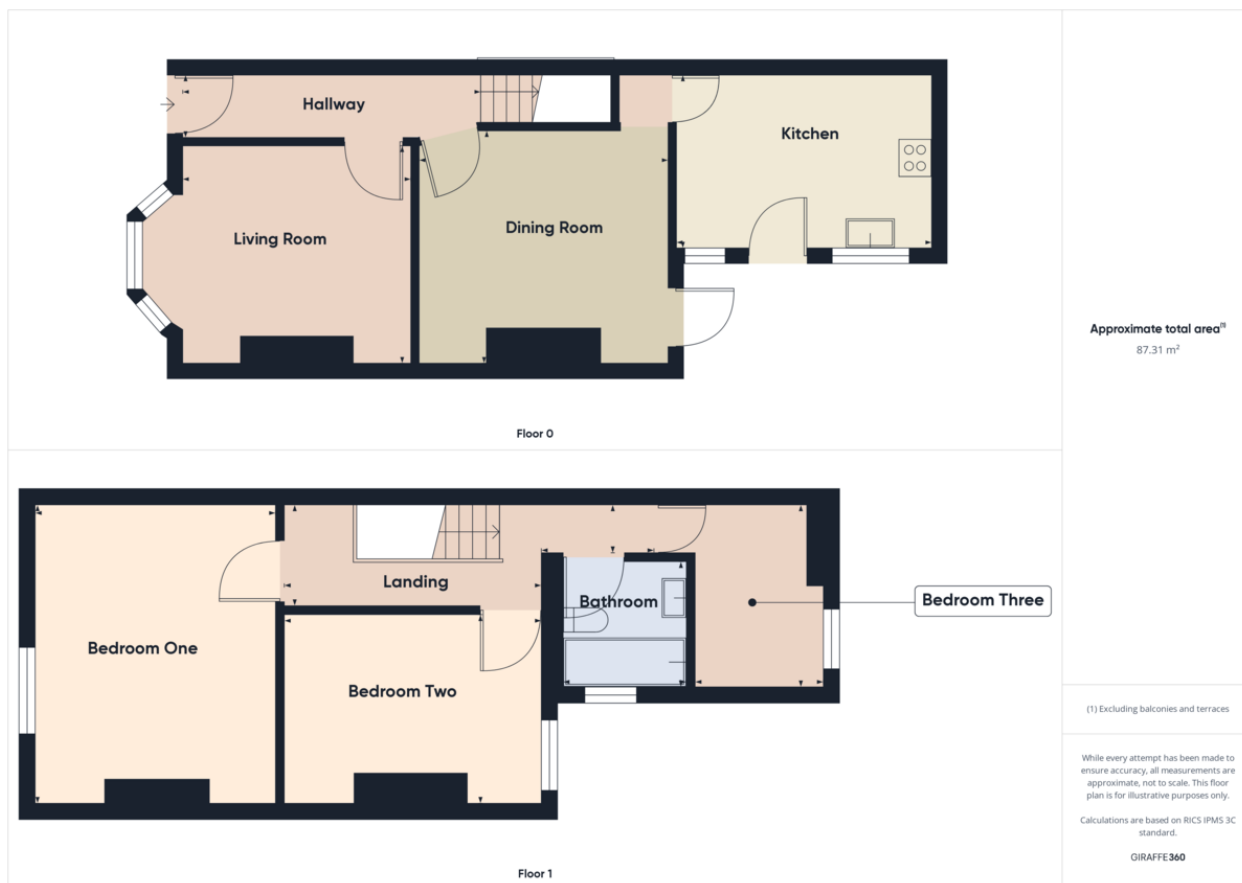 Hallway
Kitchen
Living Room
Dining Room
Floor 0
Landing
Bathroom
Bedroom Three
Bedroom One
Bedroom Two
Floor 1
Approximate total area(1)
87.31 m²
(1) Excluding balconies and terraces
While every attempt has been made to
ensure accuracy, all measurements are
approximate, not to scale. This floor
plan is for illustrative purposes only.
Calculations are based on RICS IPMS 3C
standard.
GIRAFFE360